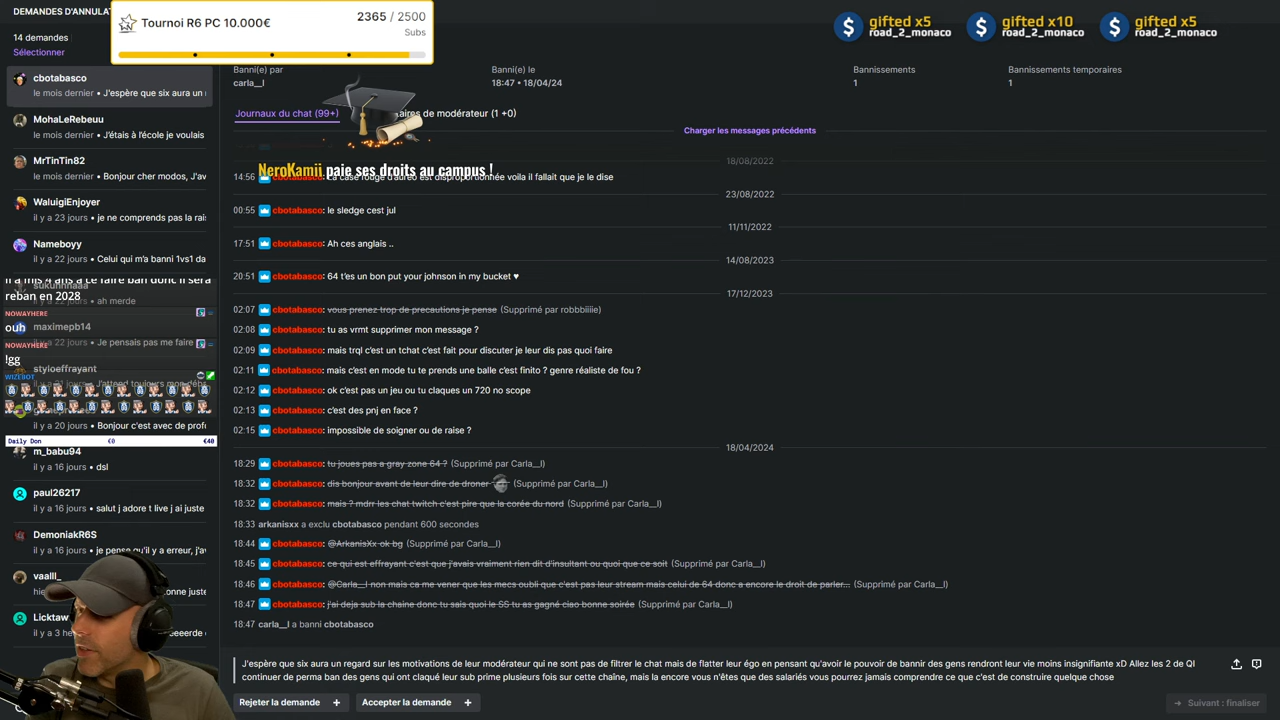 DEMANDES D'ANNULAT
14 demandes
Sélectionner
Tournoi R6 PC 10.000€
2365 / 2500
Subs
gifted x5
road_2_monaco
gifted x10
road_2_monaco
gifted x5
road_2_monaco
cbotabasco
le mois dernier • J'espère que six aura un r
MohaLeRebeuu
le mois dernier • J'étais à l'école je voulais
MrTinTin82
le mois dernier • Bonjour cher modos, J'av
WaluigEnjoyer
il y a 23 jours • je ne comprends pas la rais
Nameboyy
il y a 22 jours • Celui qui m'a banni 1vs1 da
reban en 2028
il y a 22 jours • ah merde
NOWAYHERE
ouh
maximepb14
il y a 22 jours • Je pensais pas me faire
NOWAYHERE
!gg
styloeffrayant
WIZEBOT
il y a 20 jours • Bonjour c'est avec de profo
Daily Don €0 €40
m_babu94
il y a 16 jours • dsl
paul26217
il y a 16 jours • salut j adore t live j ai juste
DemoniakR6S
il y a 16 jours • je pense qu'il y a erreur, j'av
vaalll_
Licktaw
Banni(e) par
carla__l
Banni(e) le
18:47 • 18/04/24
Bannissements
1
Bannissements temporaires
1
Journaux du chat (99+)
aires de modérateur (1 +0)
Charger les messages précédents
18/08/2022
NeroKamii paie ses droits au campus !
14:56 cbotabasco: La case rouge d'aureo est disproportionnée voila il fallait que je le dise
23/08/2022
00:55 cbotabasco: le sledge cest jul
11/11/2022
17:51 cbotabasco: Ah ces anglais ..
14/08/2023
20:51 cbotabasco: 64 t'es un bon put your johnson in my bucket ♥
17/12/2023
02:07 cbotabasco: vous prenez trop de precautions je pense (Supprimé par robbbiiiie)
02:08 cbotabasco: tu as vrmt supprimer mon message ?
02:09 cbotabasco: mais trql c'est un tchat c'est fait pour discuter je leur dis pas quoi faire
02:11 cbotabasco: mais c'est en mode tu te prends une balle c'est finito ? genre réaliste de fou ?
02:12 cbotabasco: ok c'est pas un jeu ou tu claques un 720 no scope
02:13 cbotabasco: c'est des pnj en face ?
02:15 cbotabasco: impossible de soigner ou de raise ?
18/04/2024
18:29 cbotabasco: tu joues pas a gray zone 64 ? (Supprimé par Carla__l)
18:32 cbotabasco: dis bonjour avant de leur dire de droner (Supprimé par Carla__l)
18:32 cbotabasco: mais ? mdrr les chat twitch c'est pire que la corée du nord (Supprimé par Carla__l)
18:33 arkanisxx a exclu cbotabasco pendant 600 secondes
18:44 cbotabasco: @ArkanisXx ok bg (Supprimé par Carla__l)
18:45 cbotabasco: ce qui est effrayant c'est que j'avais vraiment rien dit d'insultant ou quoi que ce soit (Supprimé par Carla__l)
18:46 cbotabasco: @Carla__l non mais ca me vener que les mecs oubli que c'est pas leur stream mais celui de 64 donc a encore le droit de parler... (Supprimé par Carla__l)
18:47 cbotabasco: j'ai deja sub la chaine donc tu sais quoi le SS tu as gagné ciao bonne soirée (Supprimé par Carla__l)
18:47 carla__l a banni cbotabasco
J'espère que six aura un regard sur les motivations de leur modérateur qui ne sont pas de filtrer le chat mais de flatter leur égo en pensant qu'avoir le pouvoir de bannir des gens rendront leur vie moins insignifiante xD Allez les 2 de QI
continuer de perma ban des gens qui ont claqué leur sub prime plusieurs fois sur cette chaîne, mais la encore vous n'êtes que des salariés vous pourrez jamais comprendre ce que c'est de construire quelque chose
Rejeter la demande +
Accepter la demande +
→ Suivant : finaliser